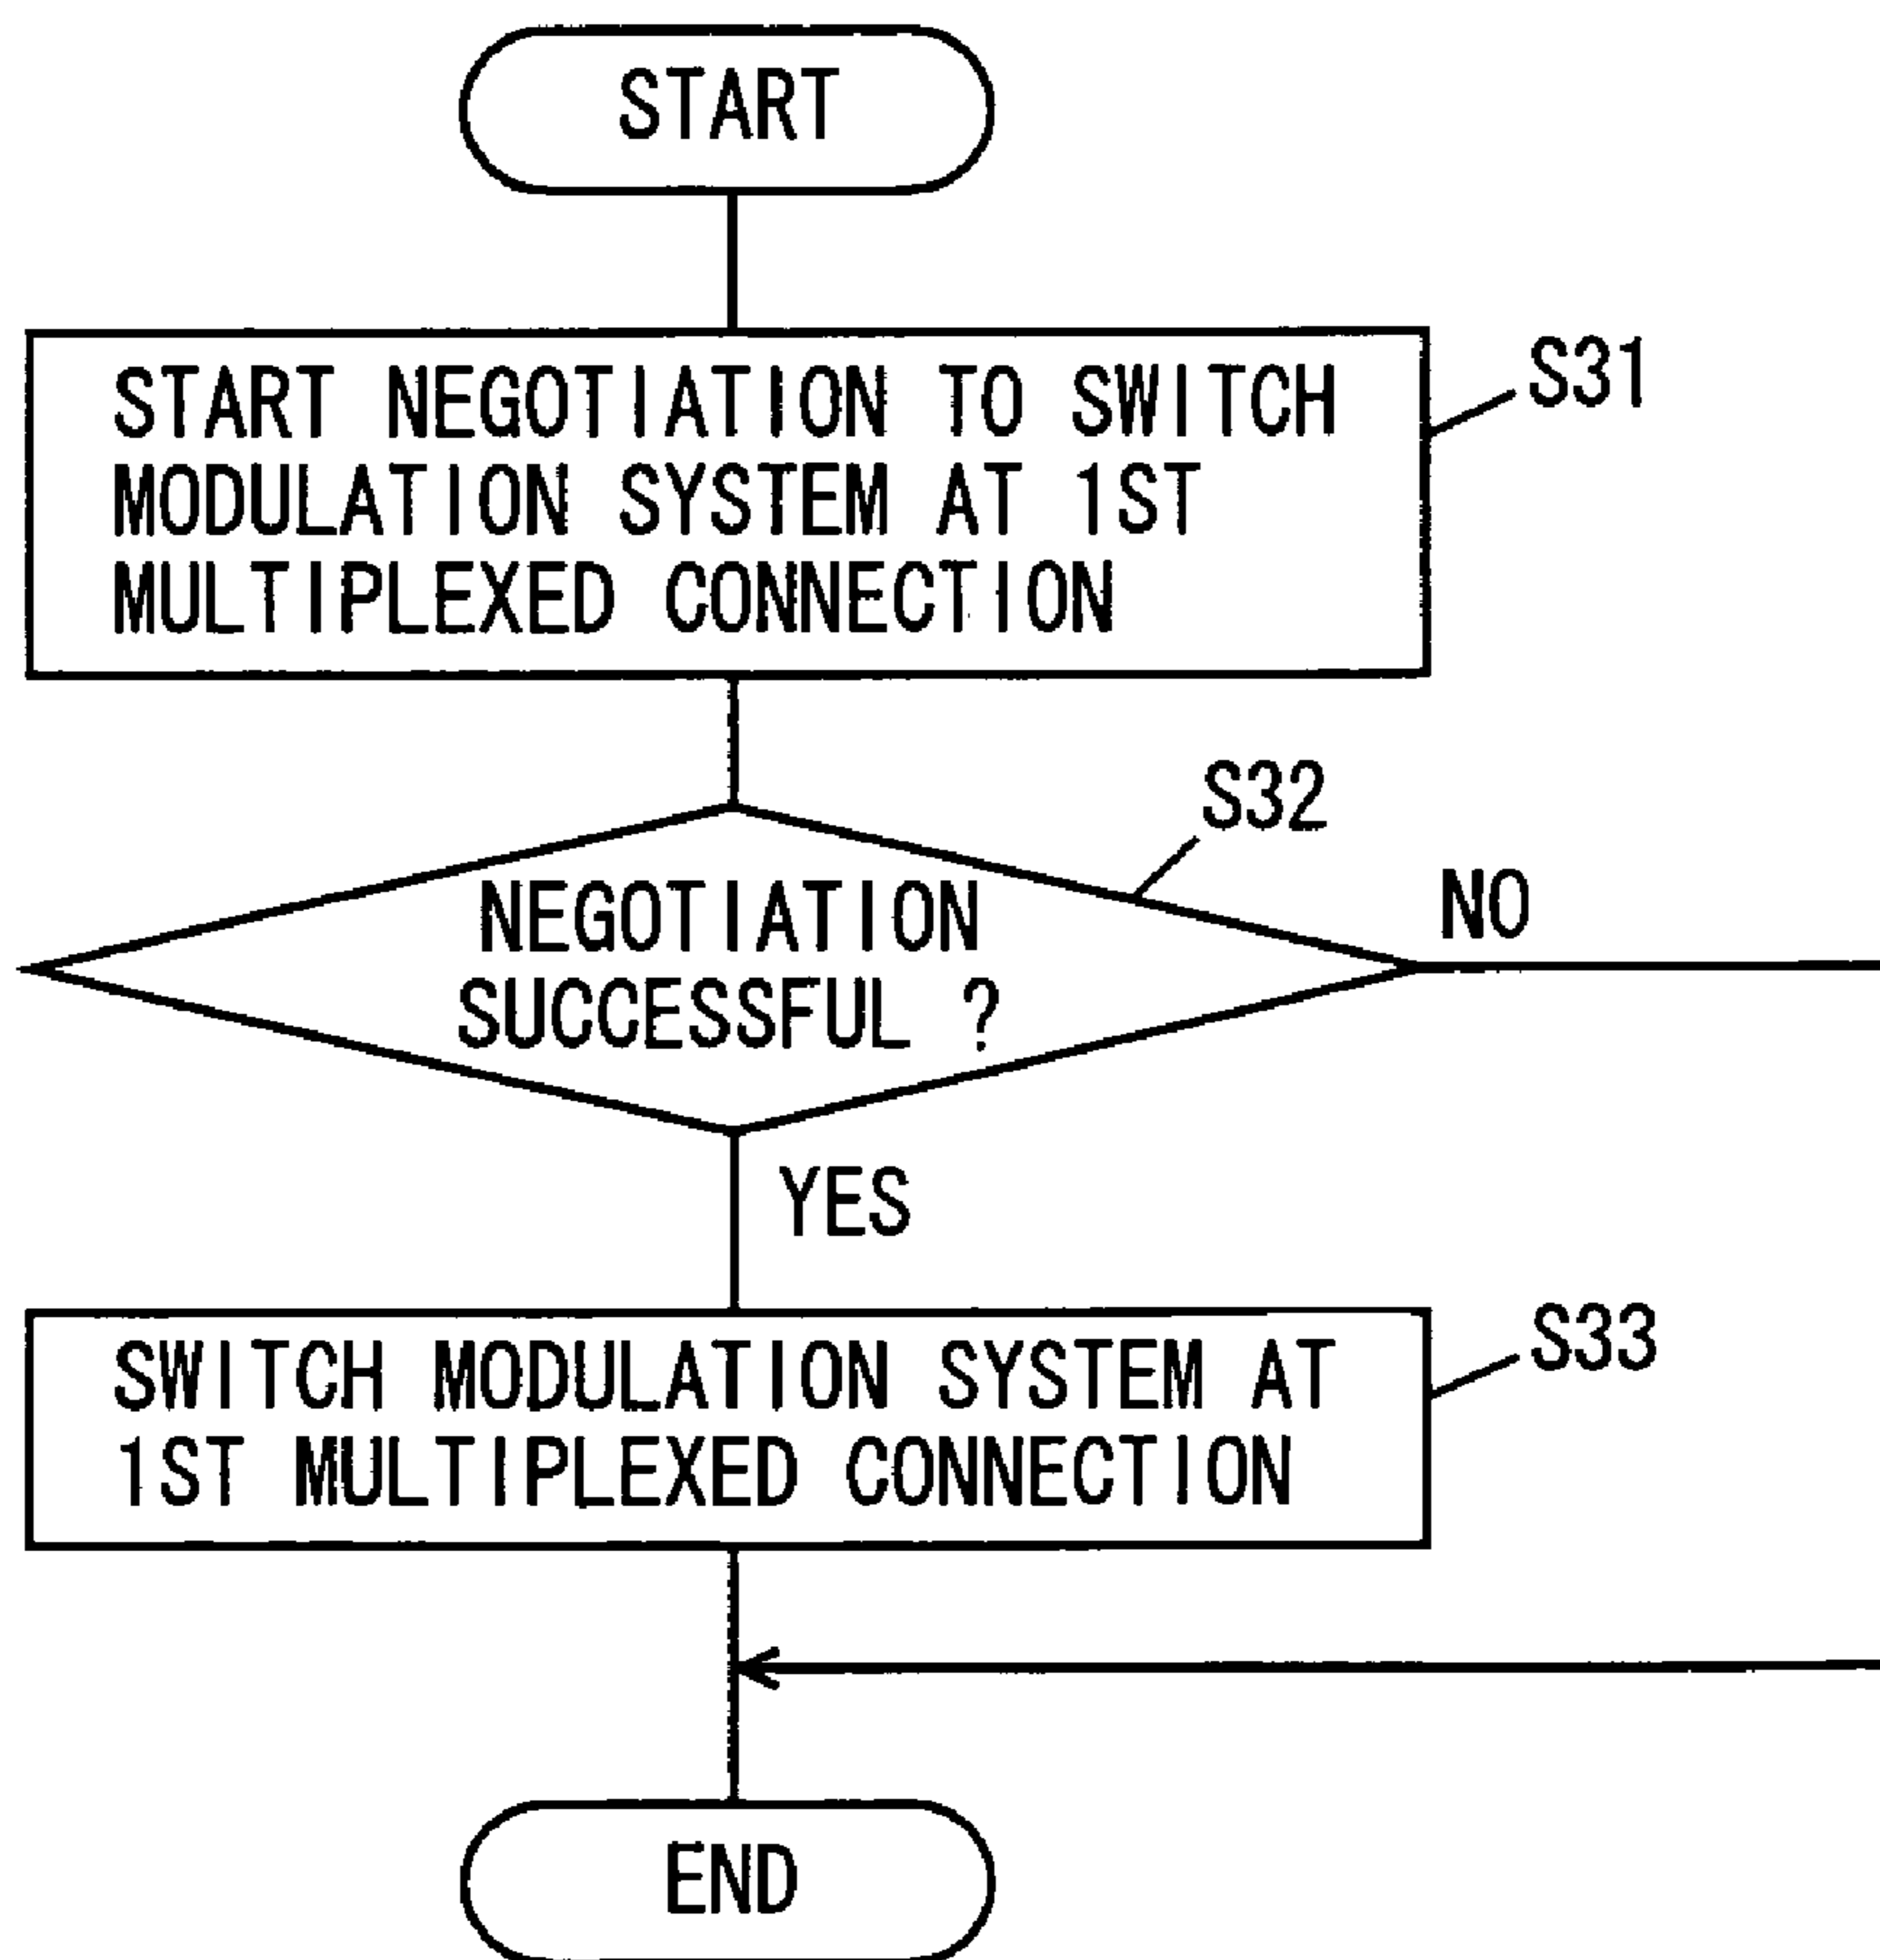 START
START NEGOTIATION TO SWITCH
MODULATION SYSTEM AT 1ST
MULTIPLEXED CONNECTION
S31
S32
NEGOTIATION
SUCCESSFUL ?
NO
YES
SWITCH MODULATION SYSTEM AT
1ST MULTIPLEXED CONNECTION
S33
END